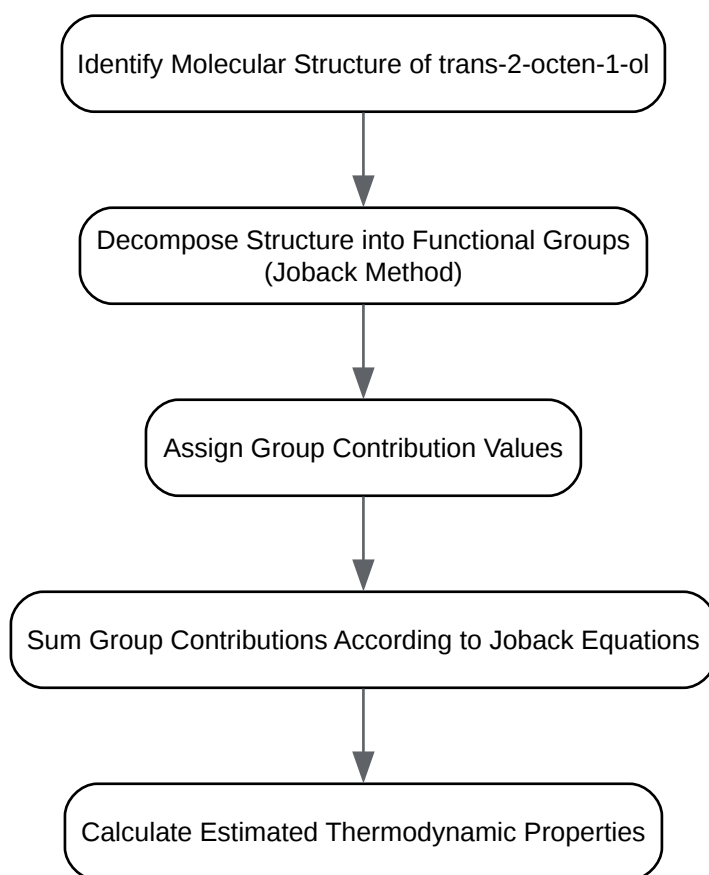 Identify Molecular Structure of trans-2-octen-1-ol
Decompose Structure into Functional Groups
(Joback Method)
Assign Group Contribution Values
Sum Group Contributions According to Joback Equations
Calculate Estimated Thermodynamic Properties